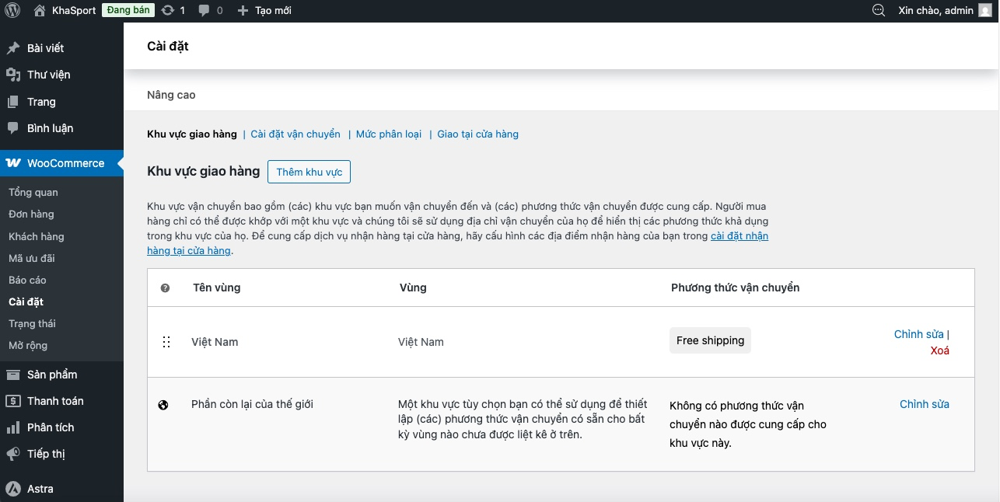 KhaSport Đang bán 1 0 Tạo mới Xin chào, admin
Bài viết
Thư viện
Trang
Bình luận
WooCommerce
Tổng quan
Đơn hàng
Khách hàng
Mã ưu đãi
Báo cáo
Cài đặt
Trạng thái
Mở rộng
Sản phẩm
Thanh toán
Phân tích
Tiếp thị
Astra
Cài đặt
Nâng cao
Khu vực giao hàng | Cài đặt vận chuyển | Mức phân loại | Giao tại cửa hàng
Khu vực giao hàng Thêm khu vực
Khu vực vận chuyển bao gồm (các) khu vực bạn muốn vận chuyển đến và (các) phương thức vận chuyển được cung cấp. Người mua
hàng chỉ có thể được khớp với một khu vực và chúng tôi sẽ sử dụng địa chỉ vận chuyển của họ để hiển thị các phương thức khả dụng
trong khu vực của họ. Để cung cấp dịch vụ nhận hàng tại cửa hàng, hãy cấu hình các địa điểm nhận hàng của bạn trong cài đặt nhận
hàng tại cửa hàng.
Tên vùng Vùng Phương thức vận chuyển
Việt Nam Việt Nam Free shipping Chỉnh sửa |
Xoá
Phần còn lại của thế giới
Một khu vực tùy chọn bạn có thể sử dụng để thiết
lập (các) phương thức vận chuyển có sẵn cho bất
kỳ vùng nào chưa được liệt kê ở trên.
Không có phương thức vận
chuyển nào được cung cấp cho
khu vực này.
Chỉnh sửa